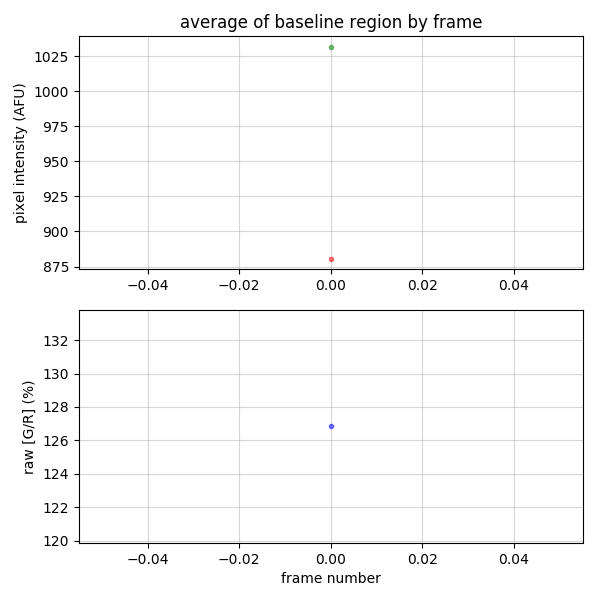 average of baseline region by frame
pixel intensity (AFU)
1025
1000
975
950
925
900
875
−0.04 −0.02 0.00 0.02 0.04
raw [G/R] (%)
132
130
128
126
124
122
120
−0.04 −0.02 0.00 0.02 0.04
frame number